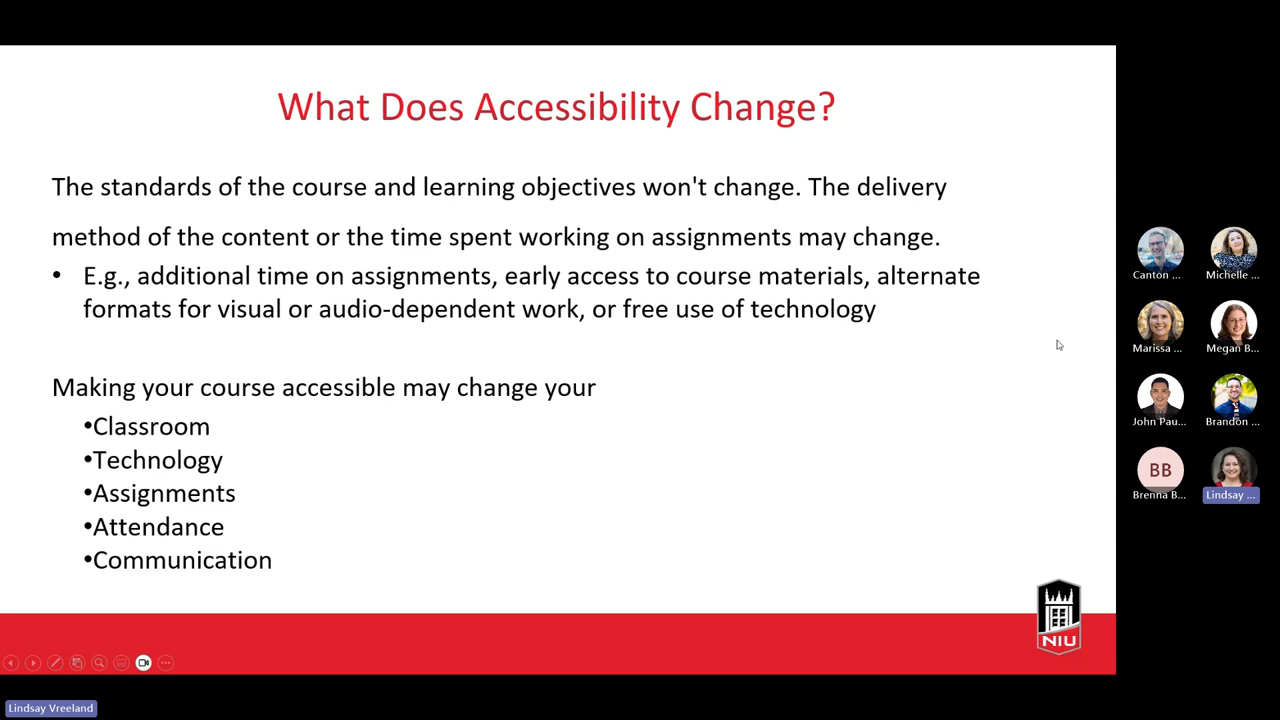 What Does Accessibility Change?
The standards of the course and learning objectives won't change. The delivery
method of the content or the time spent working on assignments may change.
• E.g., additional time on assignments, early access to course materials, alternate
formats for visual or audio-dependent work, or free use of technology
Making your course accessible may change your
•Classroom
•Technology
•Assignments
•Attendance
•Communication
NIU
Canton ...
Michelle ...
Marissa ...
Megan B...
John Pau...
Brandon ...
BB
Brenna B...
Lindsay ...
Lindsay Vreeland